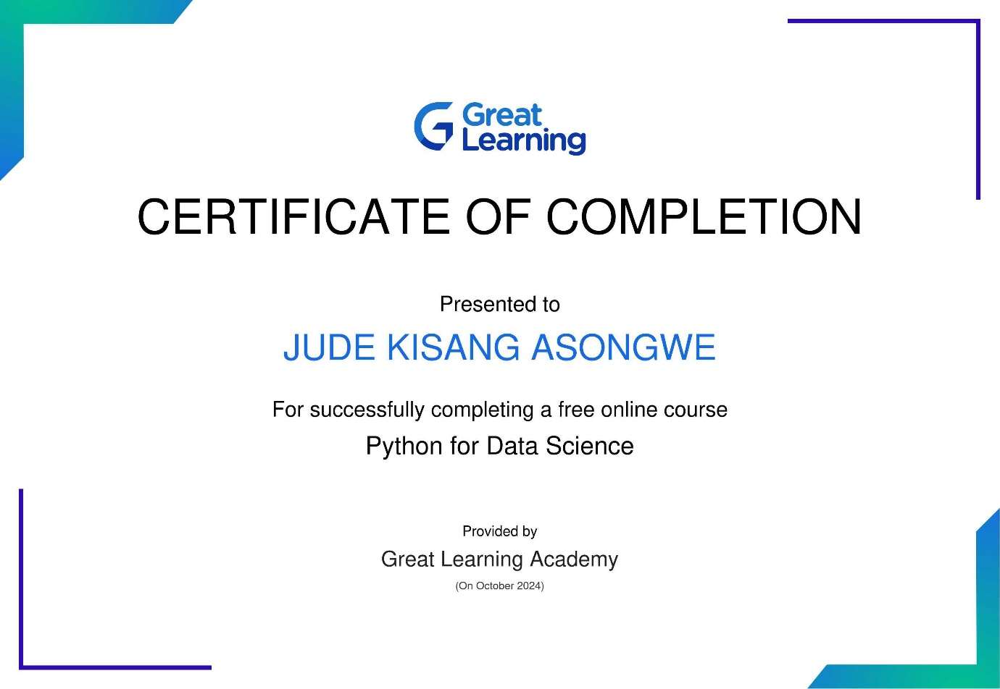 Great
Learning
CERTIFICATE OF COMPLETION
Presented to
JUDE KISANG ASONGWE
For successfully completing a free online course
Python for Data Science
Provided by
Great Learning Academy
(On October 2024)